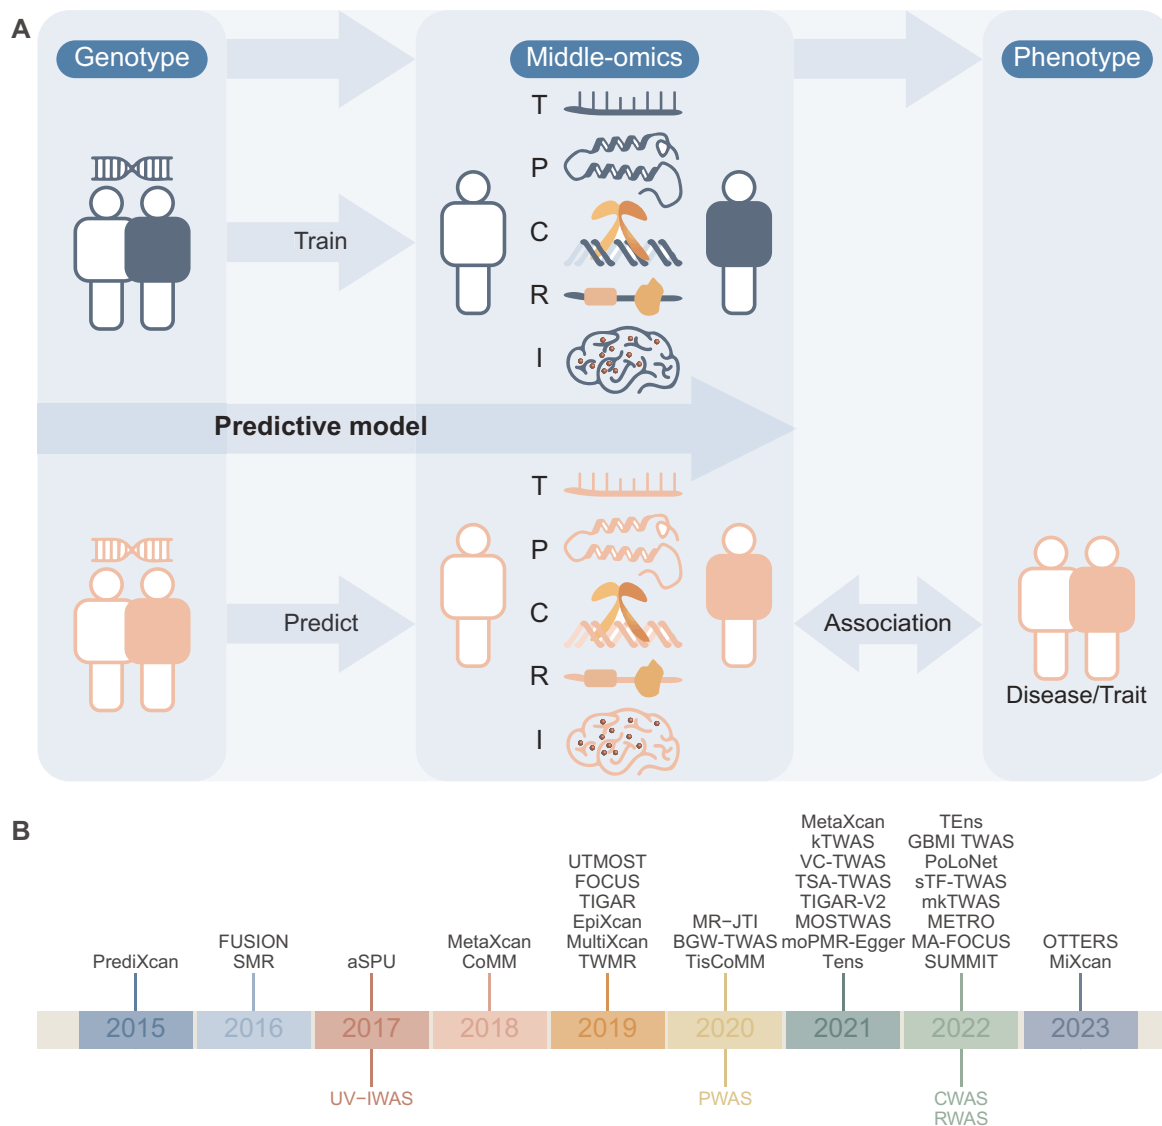 A
Genotype
Middle-omics
Phenotype
T
P
C
R
I
Train
Predictive model
T
P
C
R
I
Predict
Association
Disease/Trait
B
PrediXcan
FUSION
SMR
aSPU
MetaXcan
CoMM
UTMOST
FOCUS
TIGAR
EpiXcan
MultiXcan
TWMR
MR−JTI
BGW-TWAS
TisCoMM
MetaXcan
kTWAS
VC-TWAS
TSA-TWAS
TIGAR-V2
MOSTWAS
moPMR-Egger
Tens
TEns
GBMI TWAS
PoLoNet
sTF-TWAS
mkTWAS
METRO
MA-FOCUS
SUMMIT
OTTERS
MiXcan
2015
2016
2017
2018
2019
2020
2021
2022
2023
UV−IWAS
PWAS
CWAS
RWAS